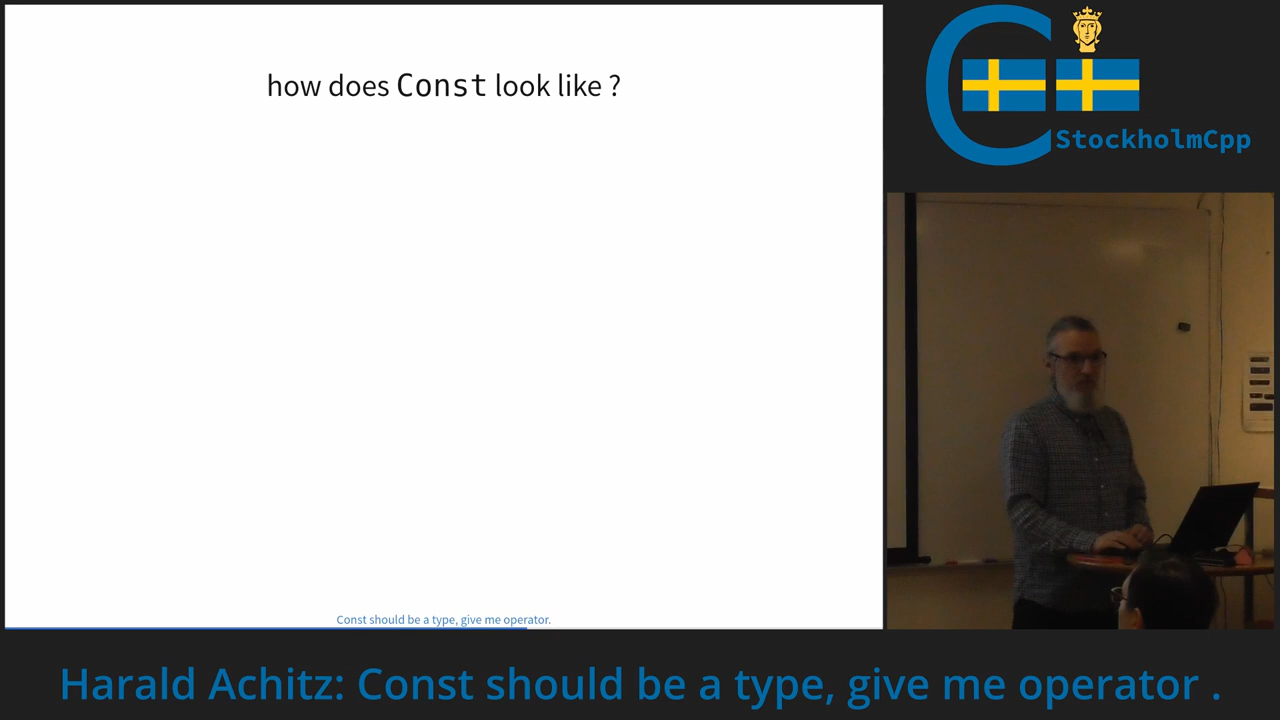 how does Const look like ?
StockholmCpp
Const should be a type, give me operator.
Harald Achitz: Const should be a type, give me operator .